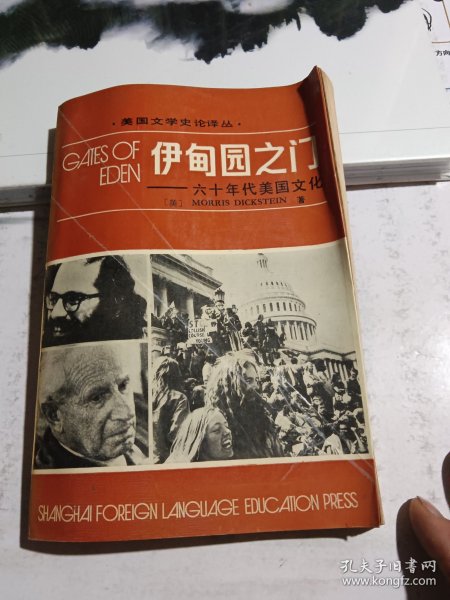 ·美国文学史论译丛·
GATES OF
EDEN
伊甸园之门
——六十年代美国文化
[美] MORRIS DICKSTEIN 著
SHANGHAI FOREIGN LANGUAGE EDUCATION PRESS
方向
孔夫子旧书网
www.kongfz.com